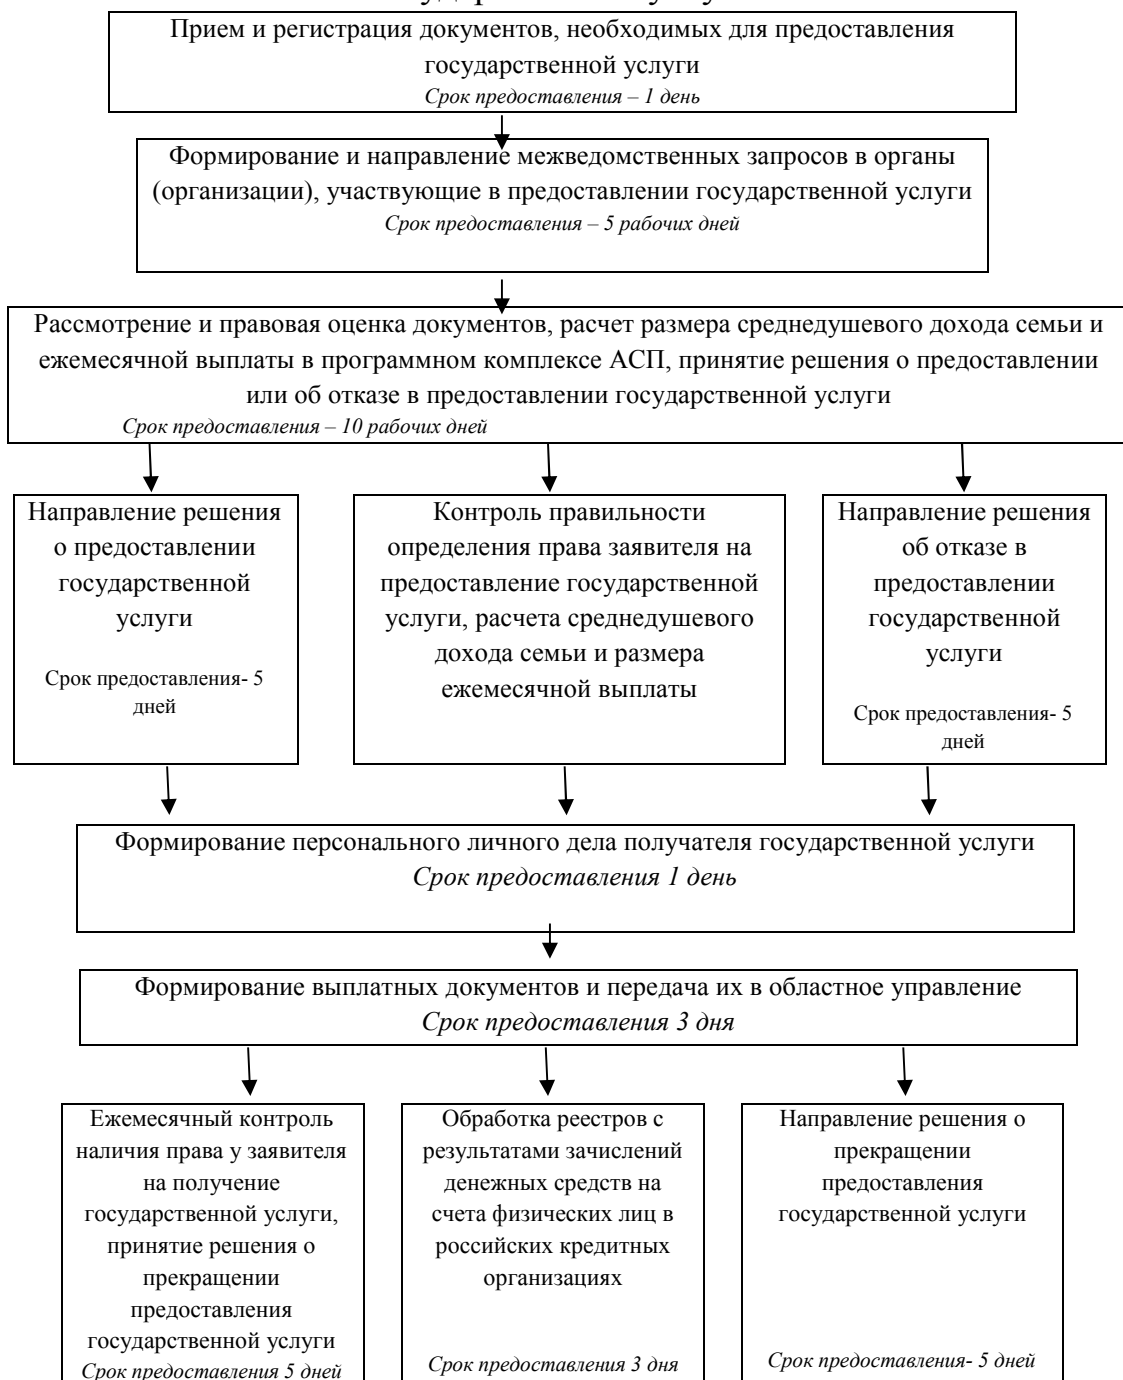 Прием и регистрация документов, необходимых для предоставления
государственной услуги
Срок предоставления – 1 день
Формирование и направление межведомственных запросов в органы
(организации), участвующие в предоставлении государственной услуги
Срок предоставления – 5 рабочих дней
Рассмотрение и правовая оценка документов, расчет размера среднедушевого дохода семьи и
ежемесячной выплаты в программном комплексе АСП, принятие решения о предоставлении
или об отказе в предоставлении государственной услуги
Срок предоставления – 10 рабочих дней
Направление решения
о предоставлении
государственной
услуги
Срок предоставления- 5
дней
Контроль правильности
определения права заявителя на
предоставление государственной
услуги, расчета среднедушевого
дохода семьи и размера
ежемесячной выплаты
Направление решения
об отказе в
предоставлении
государственной
услуги
Срок предоставления- 5
дней
Формирование персонального личного дела получателя государственной услуги
Срок предоставления 1 день
Формирование выплатных документов и передача их в областное управление
Срок предоставления 3 дня
Ежемесячный контроль
наличия права у заявителя
на получение
государственной услуги,
принятие решения о
прекращении
предоставления
государственной услуги
Срок предоставления 5 дней
Обработка реестров с
результатами зачислений
денежных средств на
счета физических лиц в
российских кредитных
организациях
Срок предоставления 3 дня
Направление решения о
прекращении
предоставления
государственной услуги
Срок предоставления- 5 дней